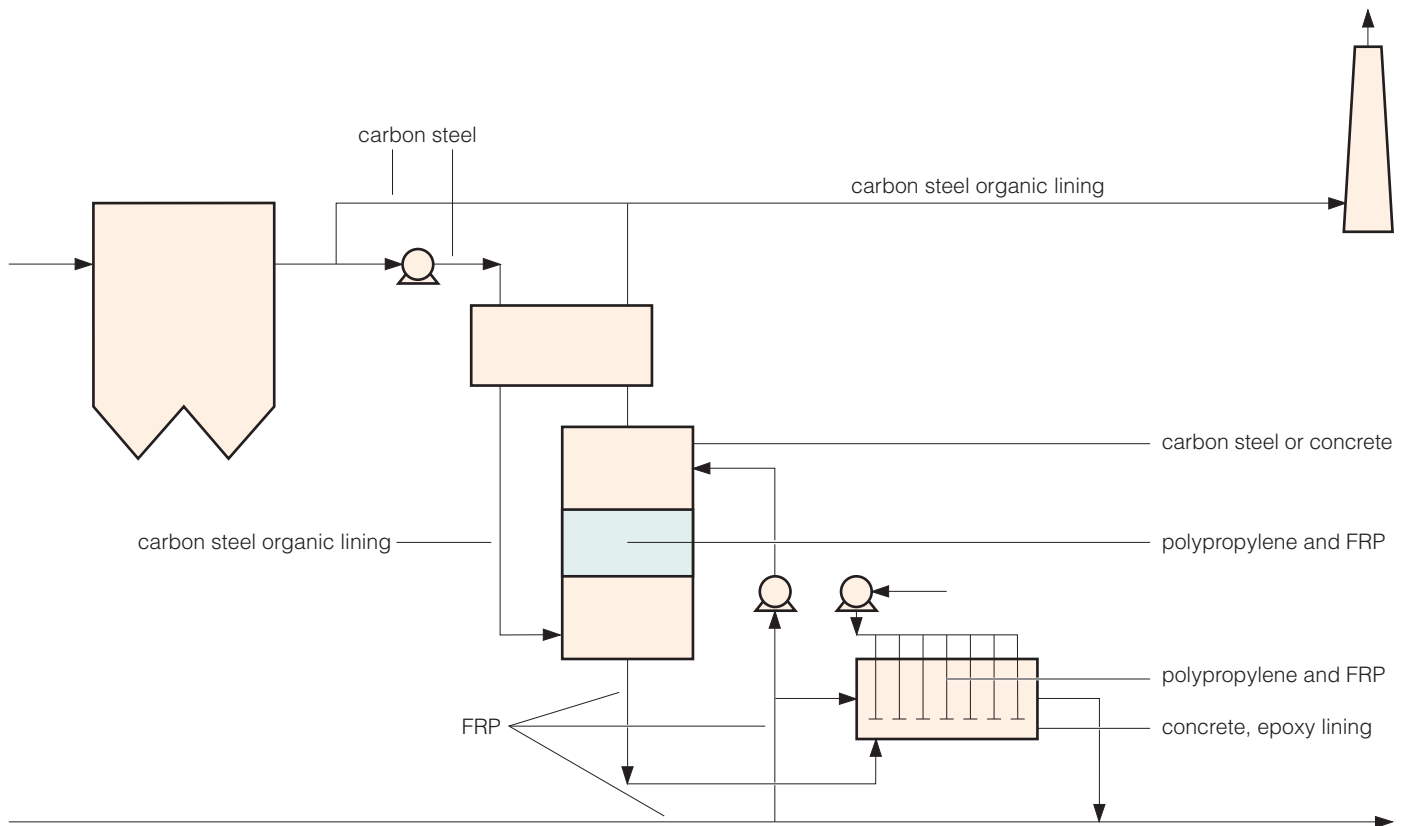 carbon steel
carbon steel organic lining
carbon steel or concrete
carbon steel organic lining
polypropylene and FRP
polypropylene and FRP
FRP
concrete, epoxy lining